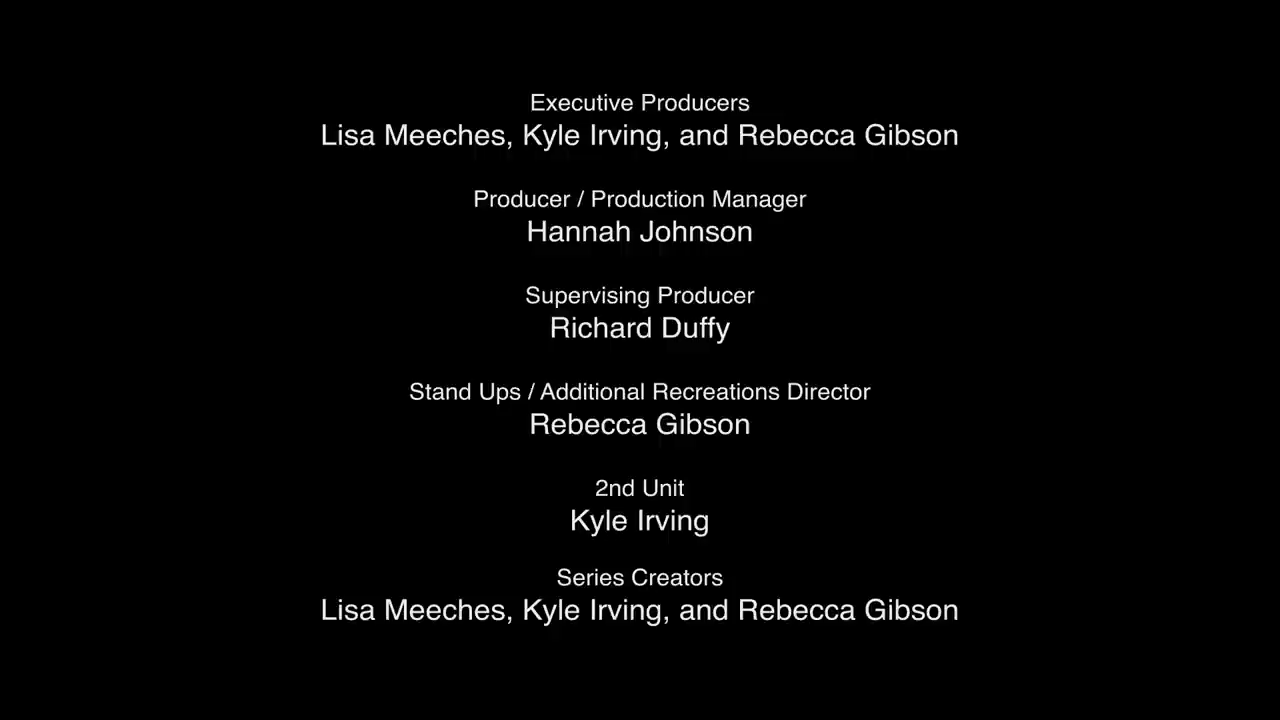 Executive Producers
Lisa Meeches, Kyle Irving, and Rebecca Gibson
Producer / Production Manager
Hannah Johnson
Supervising Producer
Richard Duffy
Stand Ups / Additional Recreations Director
Rebecca Gibson
2nd Unit
Kyle Irving
Series Creators
Lisa Meeches, Kyle Irving, and Rebecca Gibson